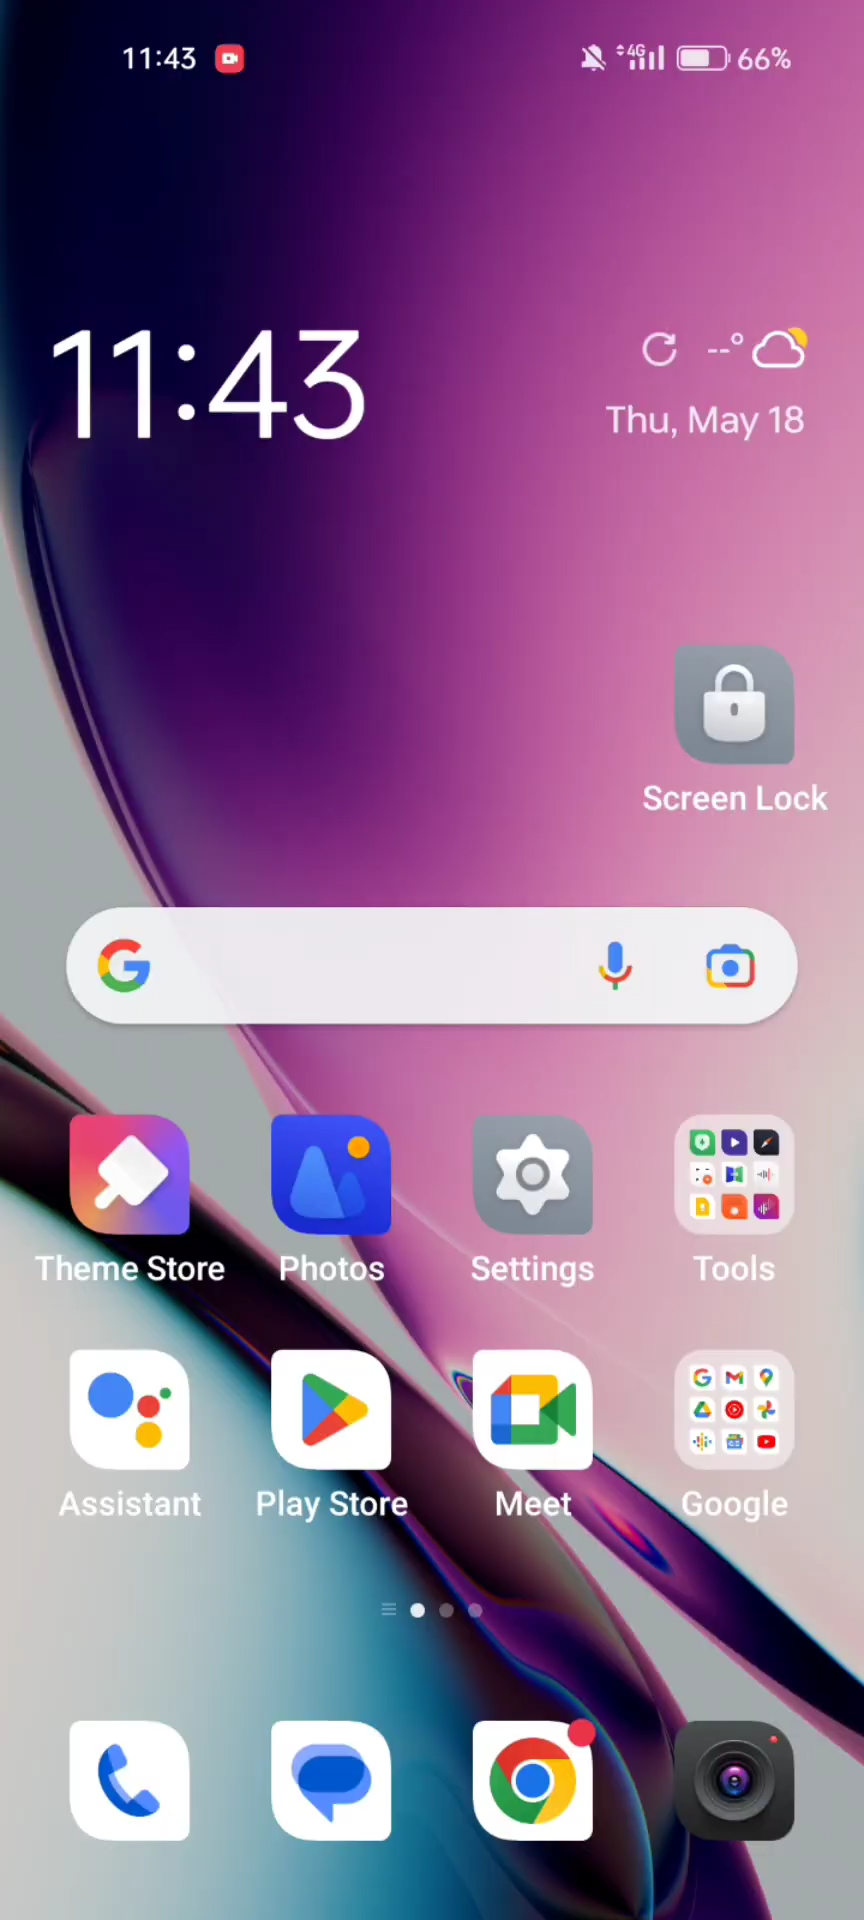 11:43
4G
66%
11:43
--°
Thu, May 18
Screen Lock
Theme Store
Photos
Settings
Tools
Assistant
Play Store
Meet
Google